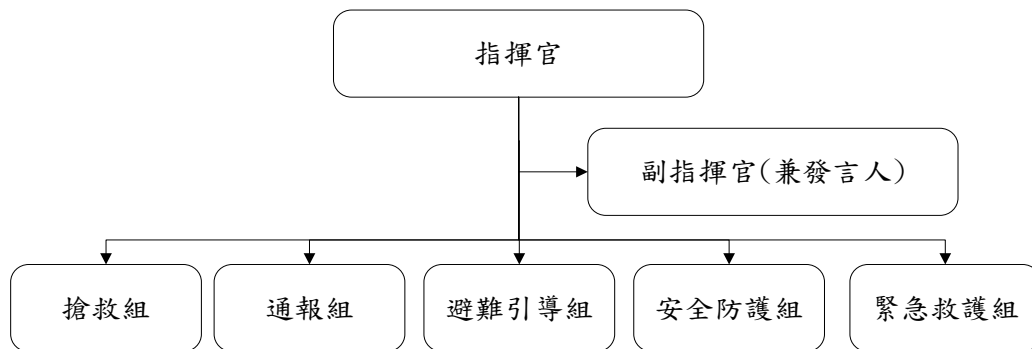 指揮官
副指揮官(兼發言人)
搶救組
通報組
避難引導組
安全防護組
緊急救護組